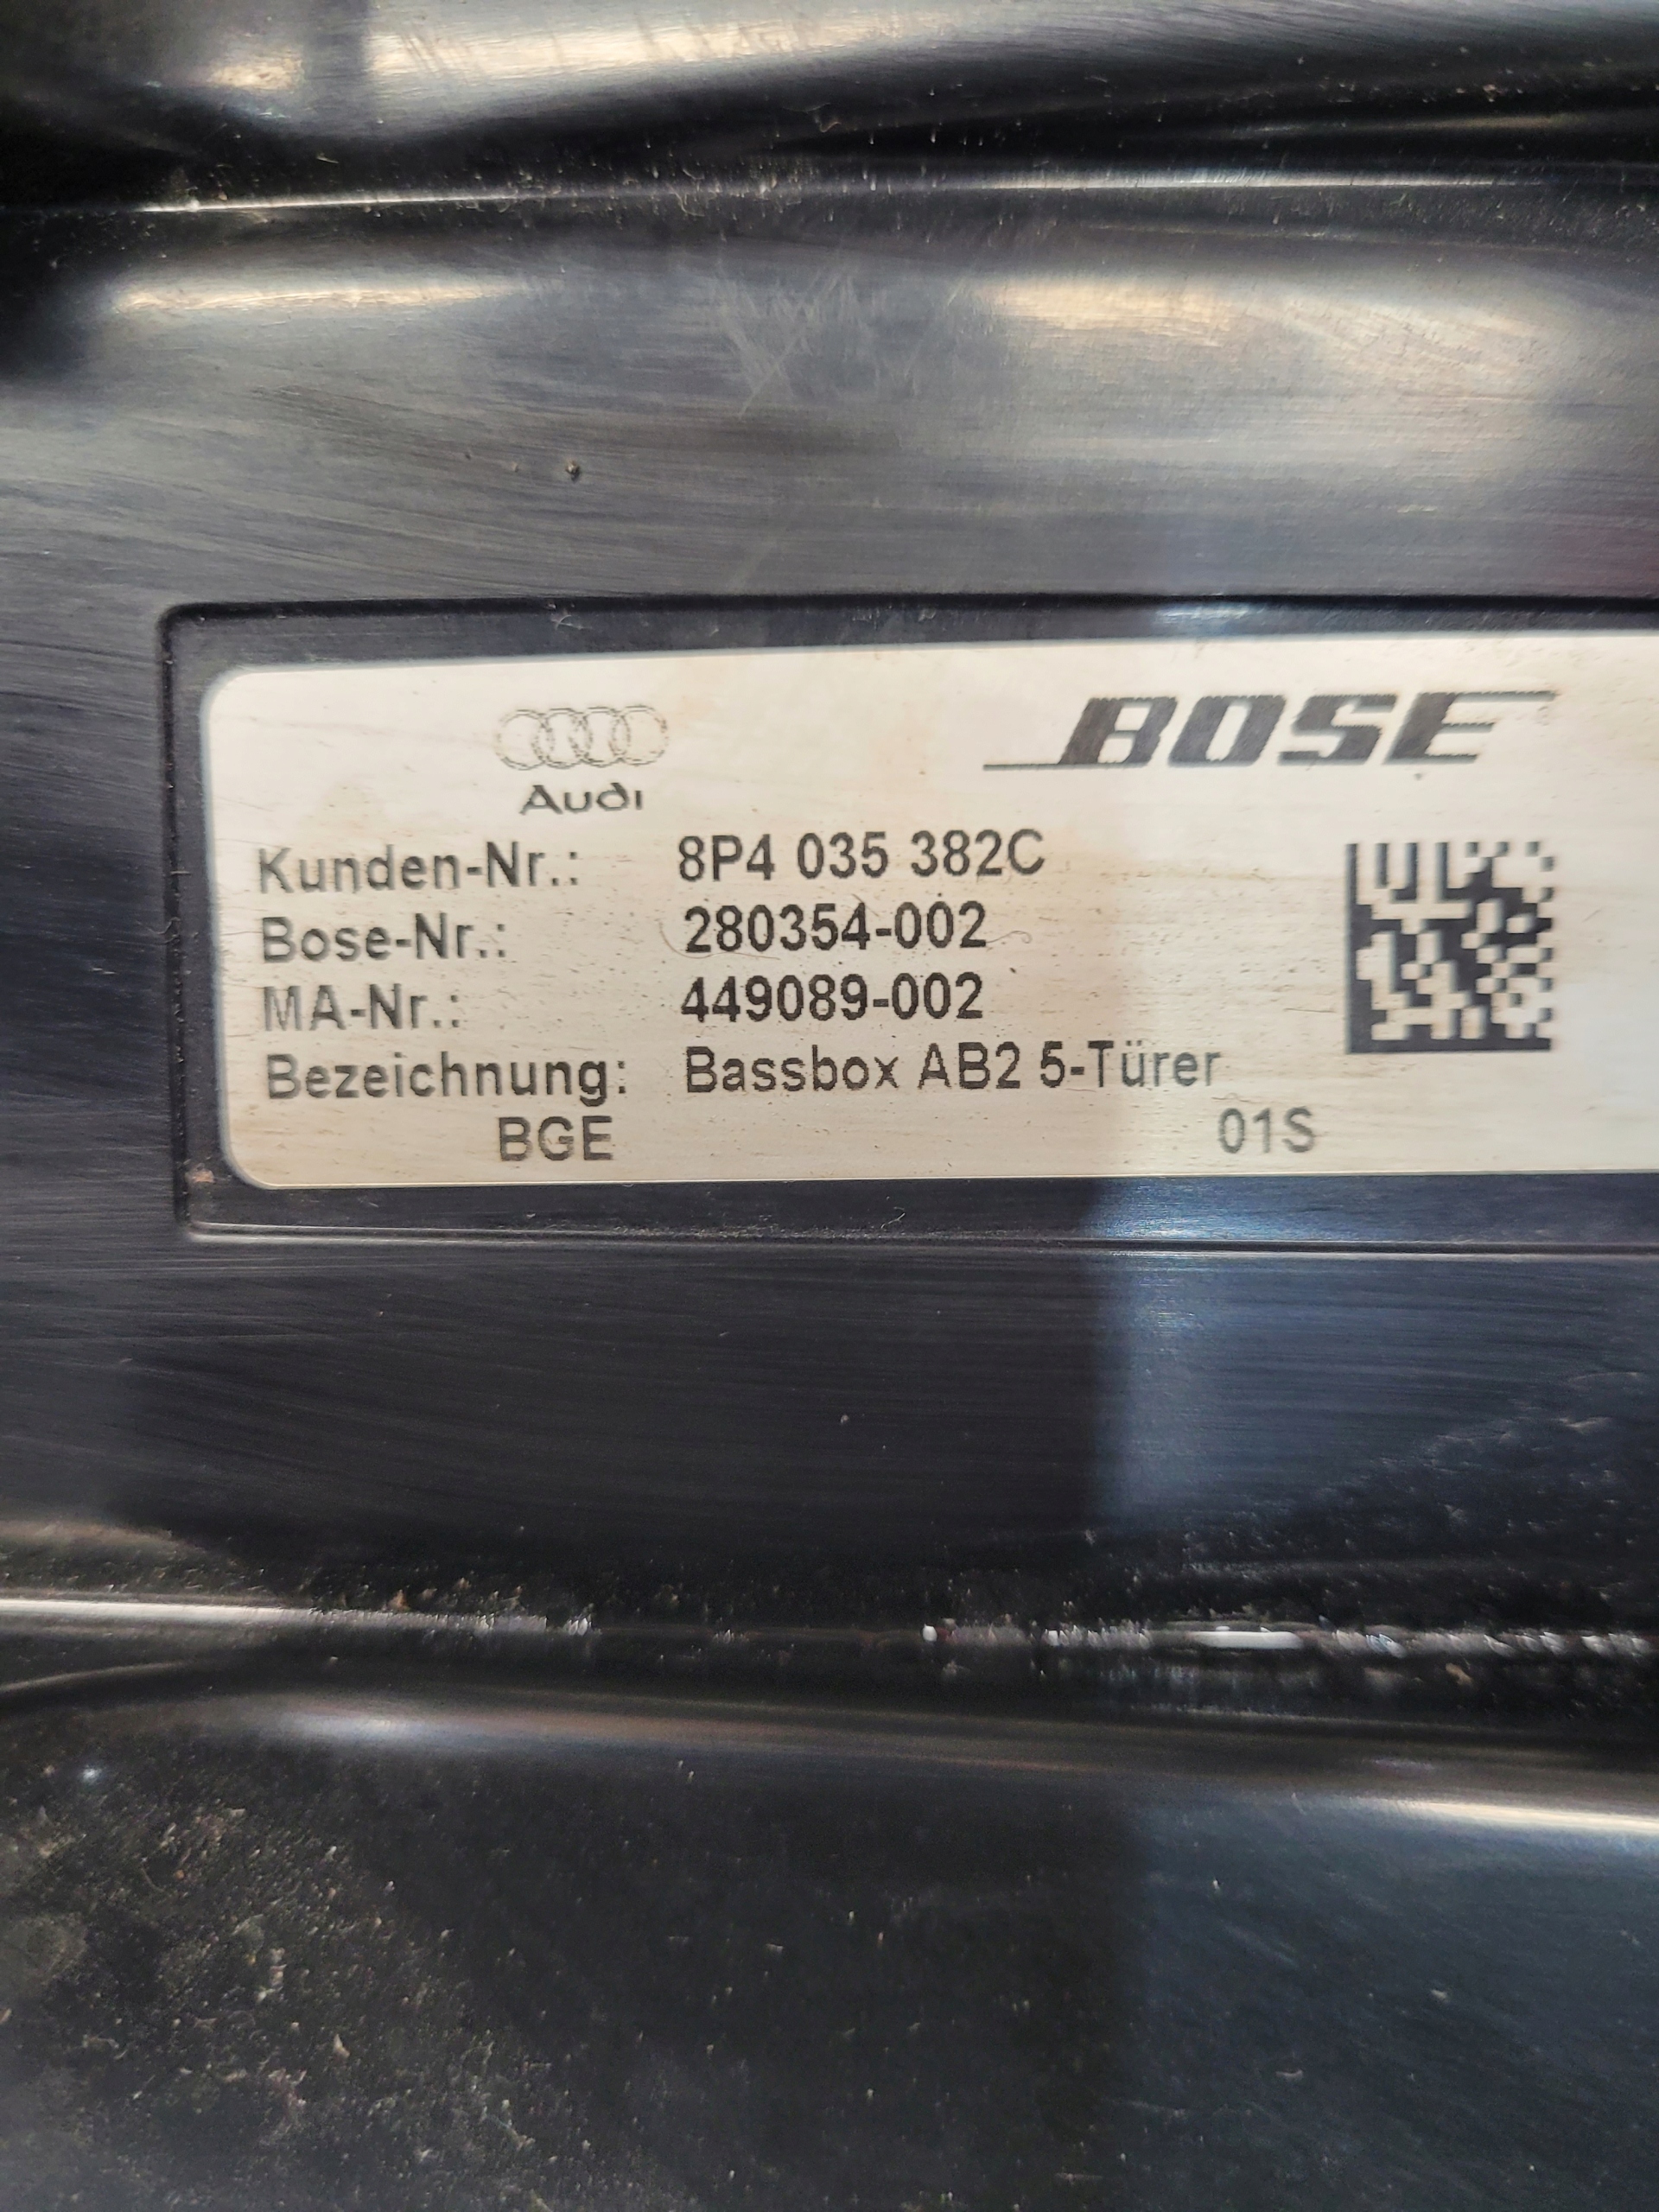 Audi
BOSE
Kunden-Nr.: 8P4 035 382C
Bose-Nr.: 280354-002
MA-Nr.: 449089-002
Bezeichnung: Bassbox AB2 5-Türer
BGE 01S